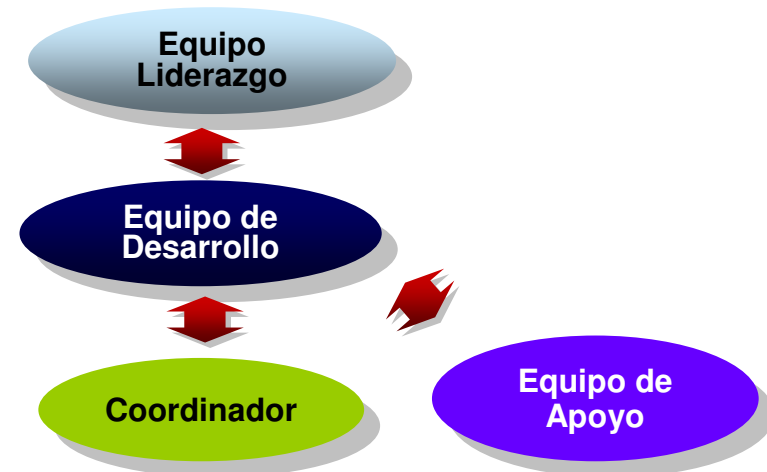 Equipo
Liderazgo
Equipo de
Desarrollo
Coordinador
Equipo de
Apoyo